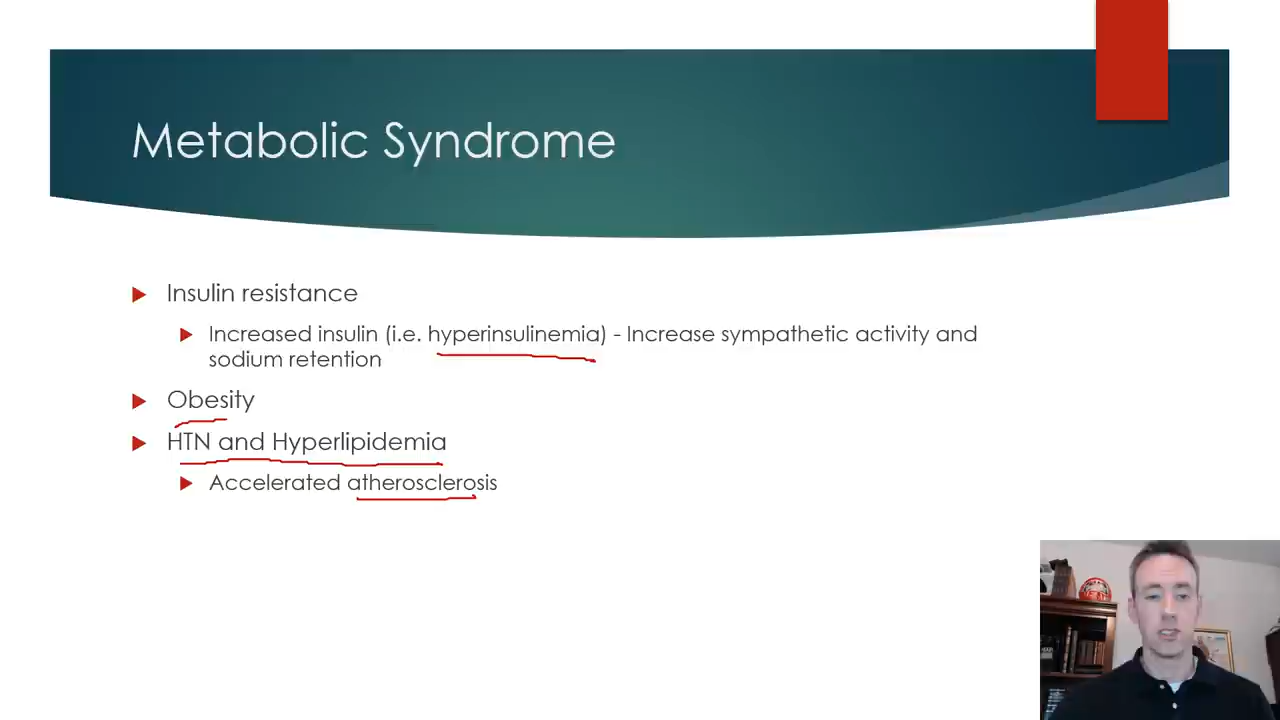 Metabolic Syndrome
Insulin resistance
Increased insulin (i.e. hyperinsulinemia) - Increase sympathetic activity and
sodium retention
Obesity
HTN and Hyperlipidemia
Accelerated atherosclerosis